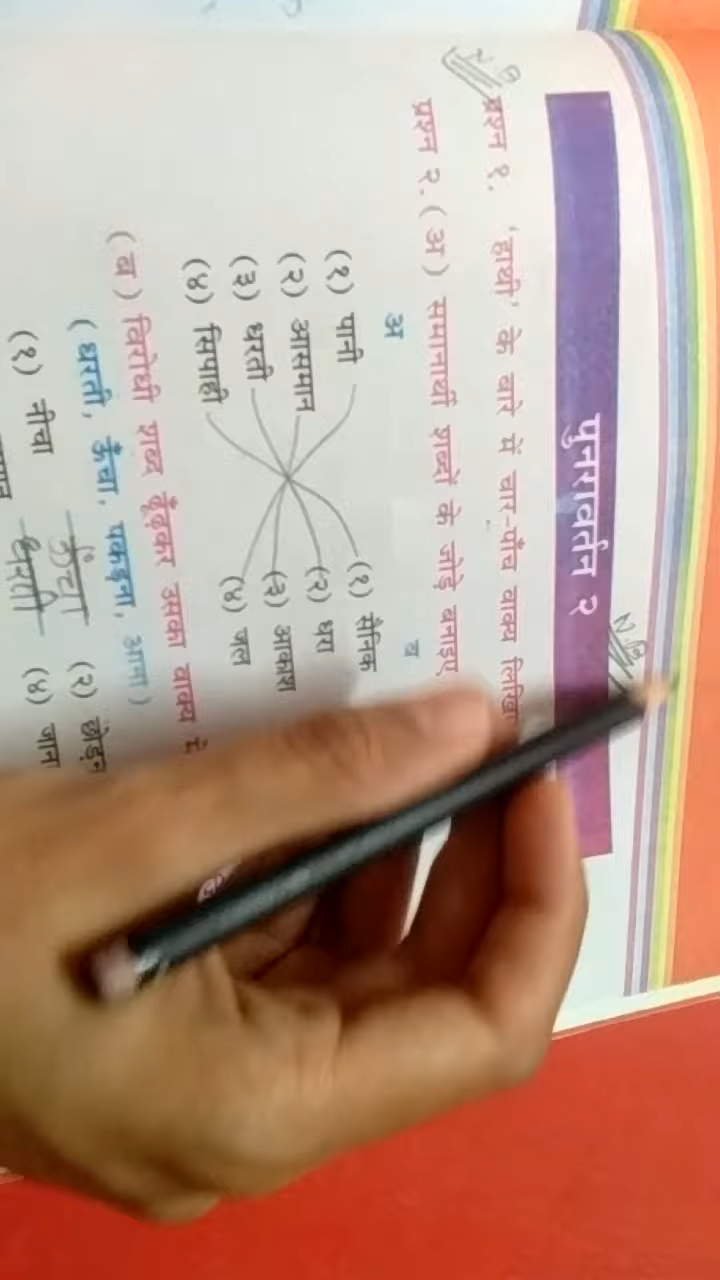 पुनरावर्तन २
N.B
N.B
प्रश्न १. 'हाथी' के बारे में चार-पाँच वाक्य
प्रश्न २. (अ) समानार्थी शब्दों के जोड़े बनाइए
अ ब
(१) पानी (१) सैनिक
(२) आसमान (२) धरा
(३) धरती (३) आकाश
(४) सिपाही (४) जल
(ब) विरोधी शब्द ढूँढ़कर उसका वाक्य में
(धरती, ऊँचा, पकड़ना, आना)
(१) नीचा ऊँचा (२)
धरती (४)